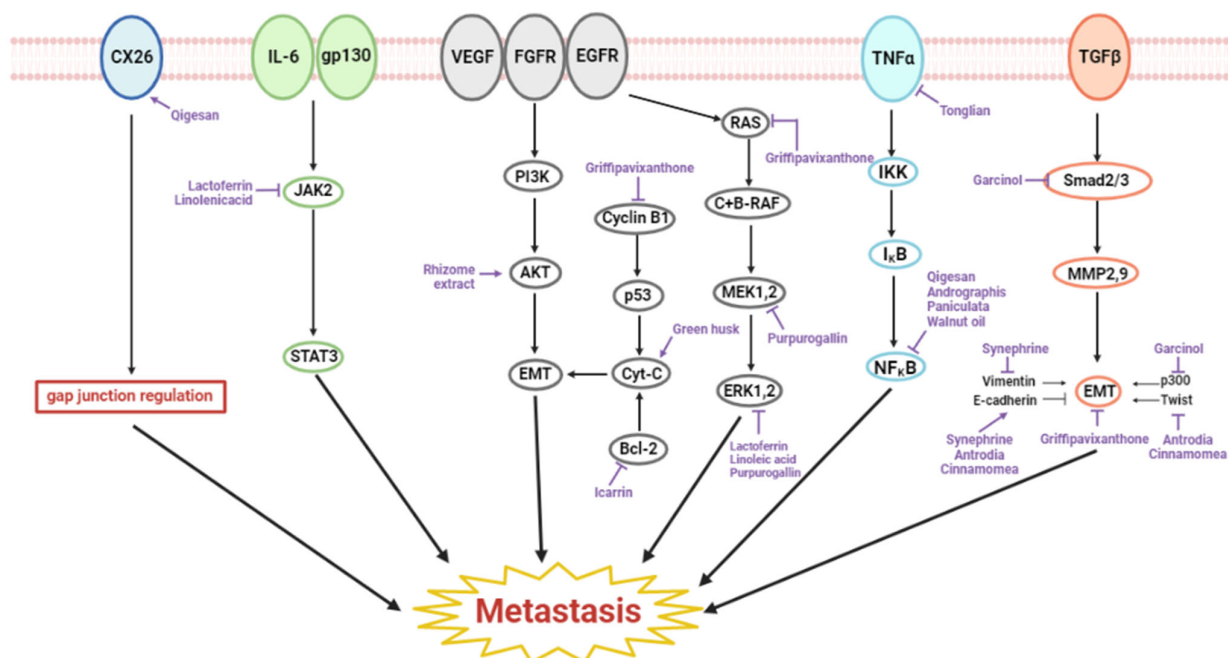 CX26
IL-6
gp130
VEGF
FGFR
EGFR
TNFα
TGFβ
Qigesan
Tonglian
RAS
Griffipavixanthone
Griffipavixanthone
PI3K
IKK
Garcinol
Smad2/3
Lactoferrin
Linolenicacid
JAK2
C+B-RAF
Cyclin B1
IκB
Rhizome
extract
AKT
MMP2,9
p53
MEK1,2
Qigesan
Andrographis
Paniculata
Walnut oil
Green husk
Purpurogallin
STAT3
Synephrine
Garcinol
EMT
Cyt-C
NFκB
Vimentin
p300
gap junction regulation
ERK1,2
E-cadherin
EMT
Twist
Bcl-2
Lactoferrin
Linoleic acid
Purpurogallin
Synephrine
Antrodia
Cinnamomea
Griffipavixanthone
Antrodia
Cinnamomea
Icarrin
Metastasis